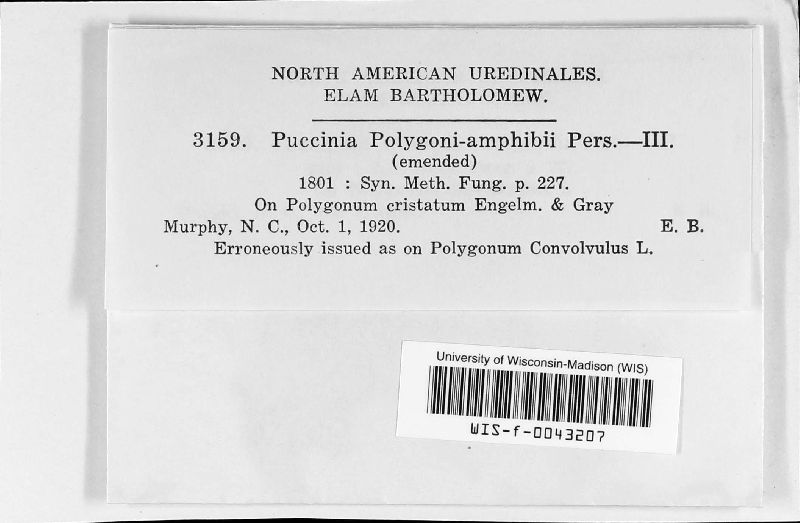 NORTH AMERICAN UREDINALES.
ELAM BARTHOLOMEW.
3159. Puccinia Polygoni-amphibii Pers.—III.
(emended)
1801 : Syn. Meth. Fung. p. 227.
On Polygonum cristatum Engelm. & Gray
Murphy, N. C., Oct. 1, 1920. E. B.
Erroneously issued as on Polygonum Convolvulus L.
University of Wisconsin-Madison (WIS)
WIS-f-0043207